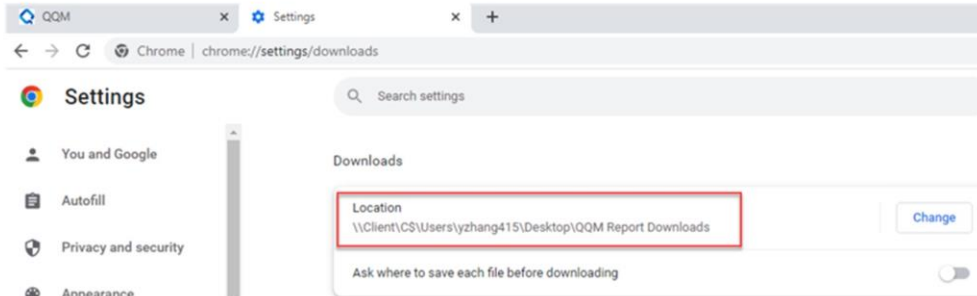 QQM
Settings
Chrome | chrome://settings/downloads
Settings
Search settings
You and Google
Downloads
Autofill
Location
\\Client\C$\Users\yzhang415\Desktop\QQM Report Downloads
Change
Privacy and security
Ask where to save each file before downloading
Appearance